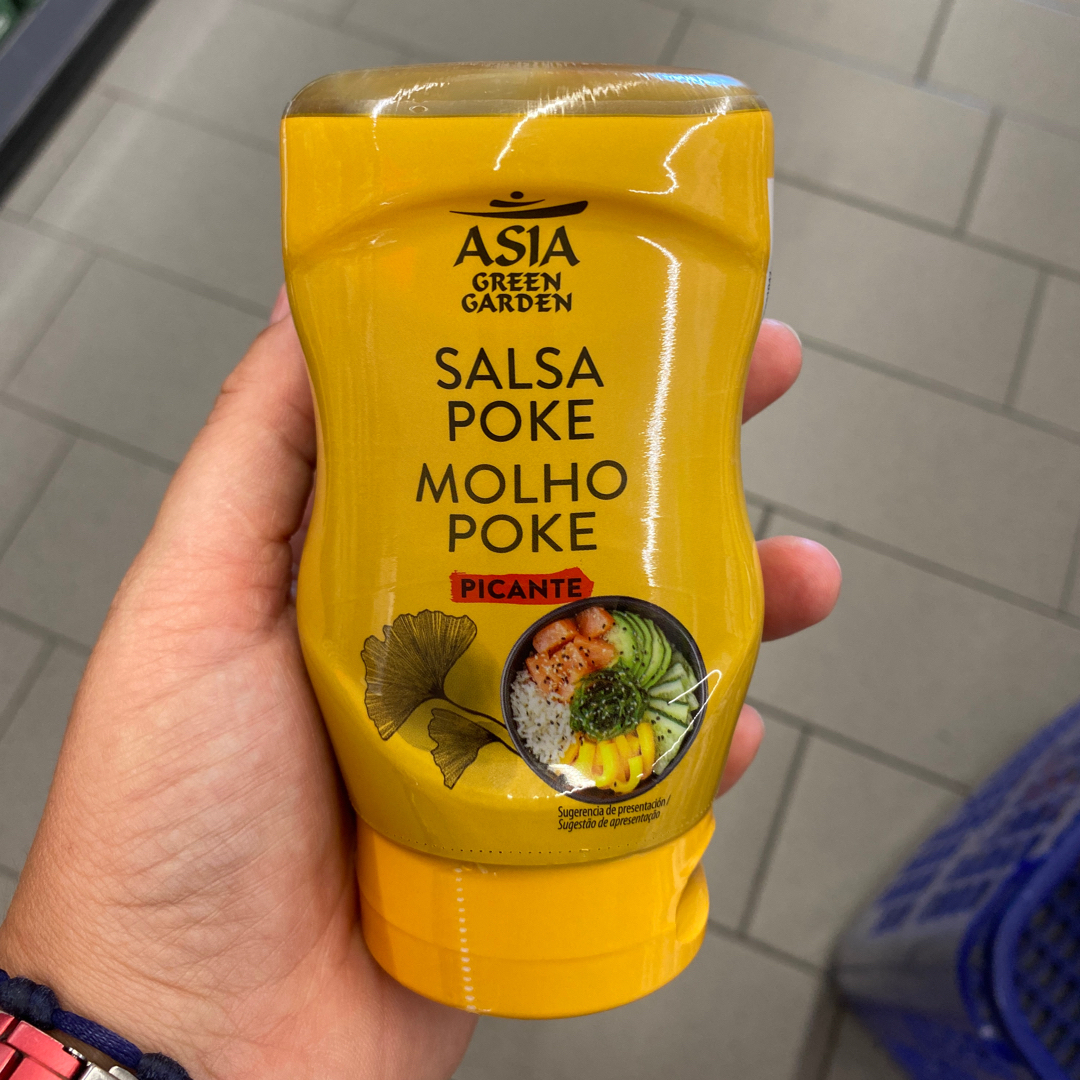 ASIA
GREEN
GARDEN
SALSA
POKE
MOLHO
POKE
PICANTE
Sugerencia de presentación /
Sugestão de apresentação